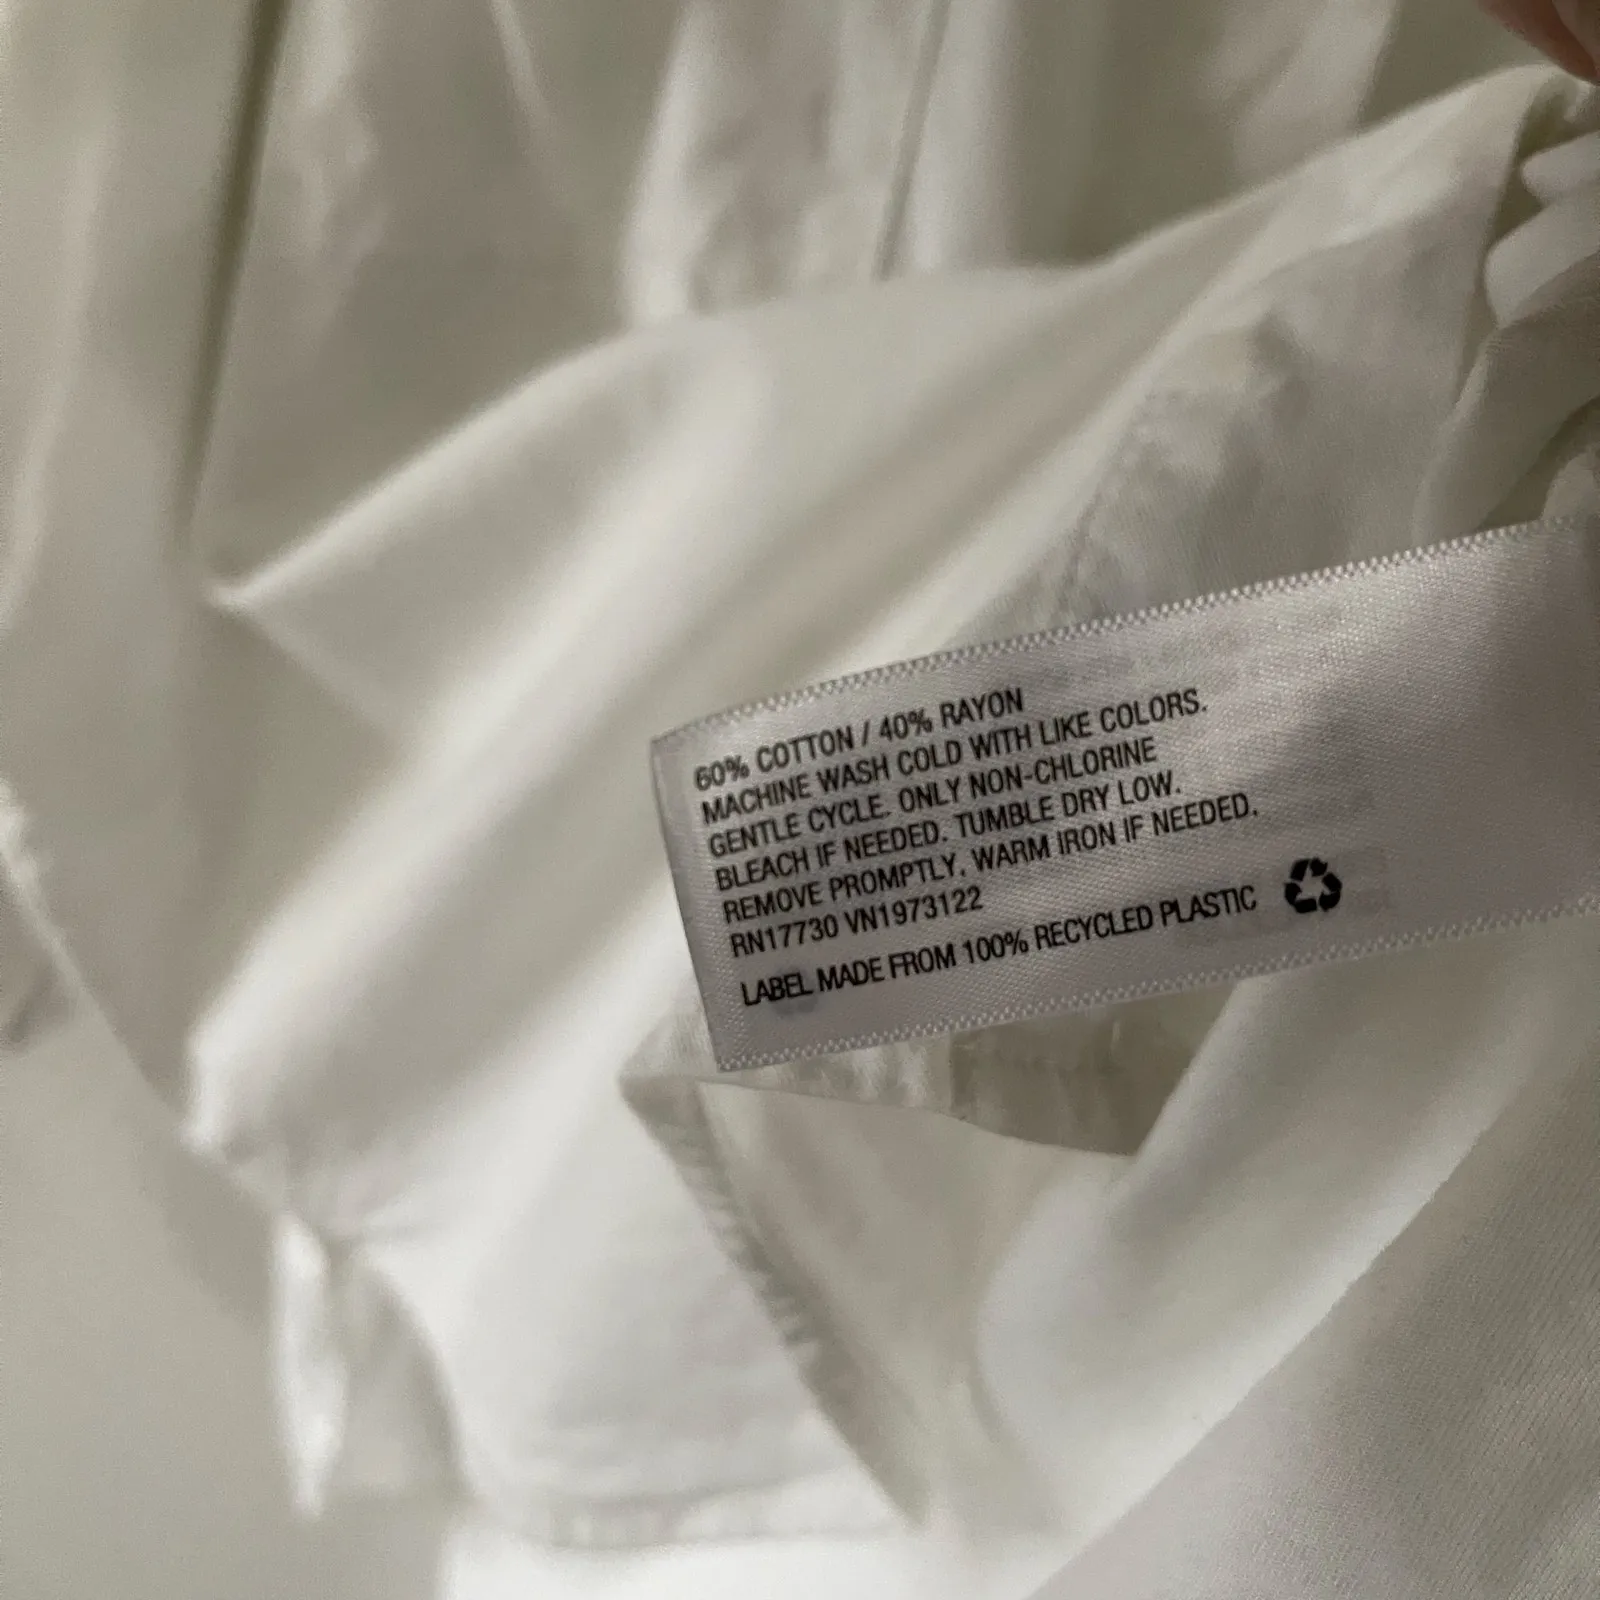 60% COTTON / 40% RAYON
MACHINE WASH COLD WITH LIKE COLORS.
GENTLE CYCLE. ONLY NON-CHLORINE
BLEACH IF NEEDED. TUMBLE DRY LOW.
REMOVE PROMPTLY. WARM IRON IF NEEDED.
RN17730 VN1973122
LABEL MADE FROM 100% RECYCLED PLASTIC